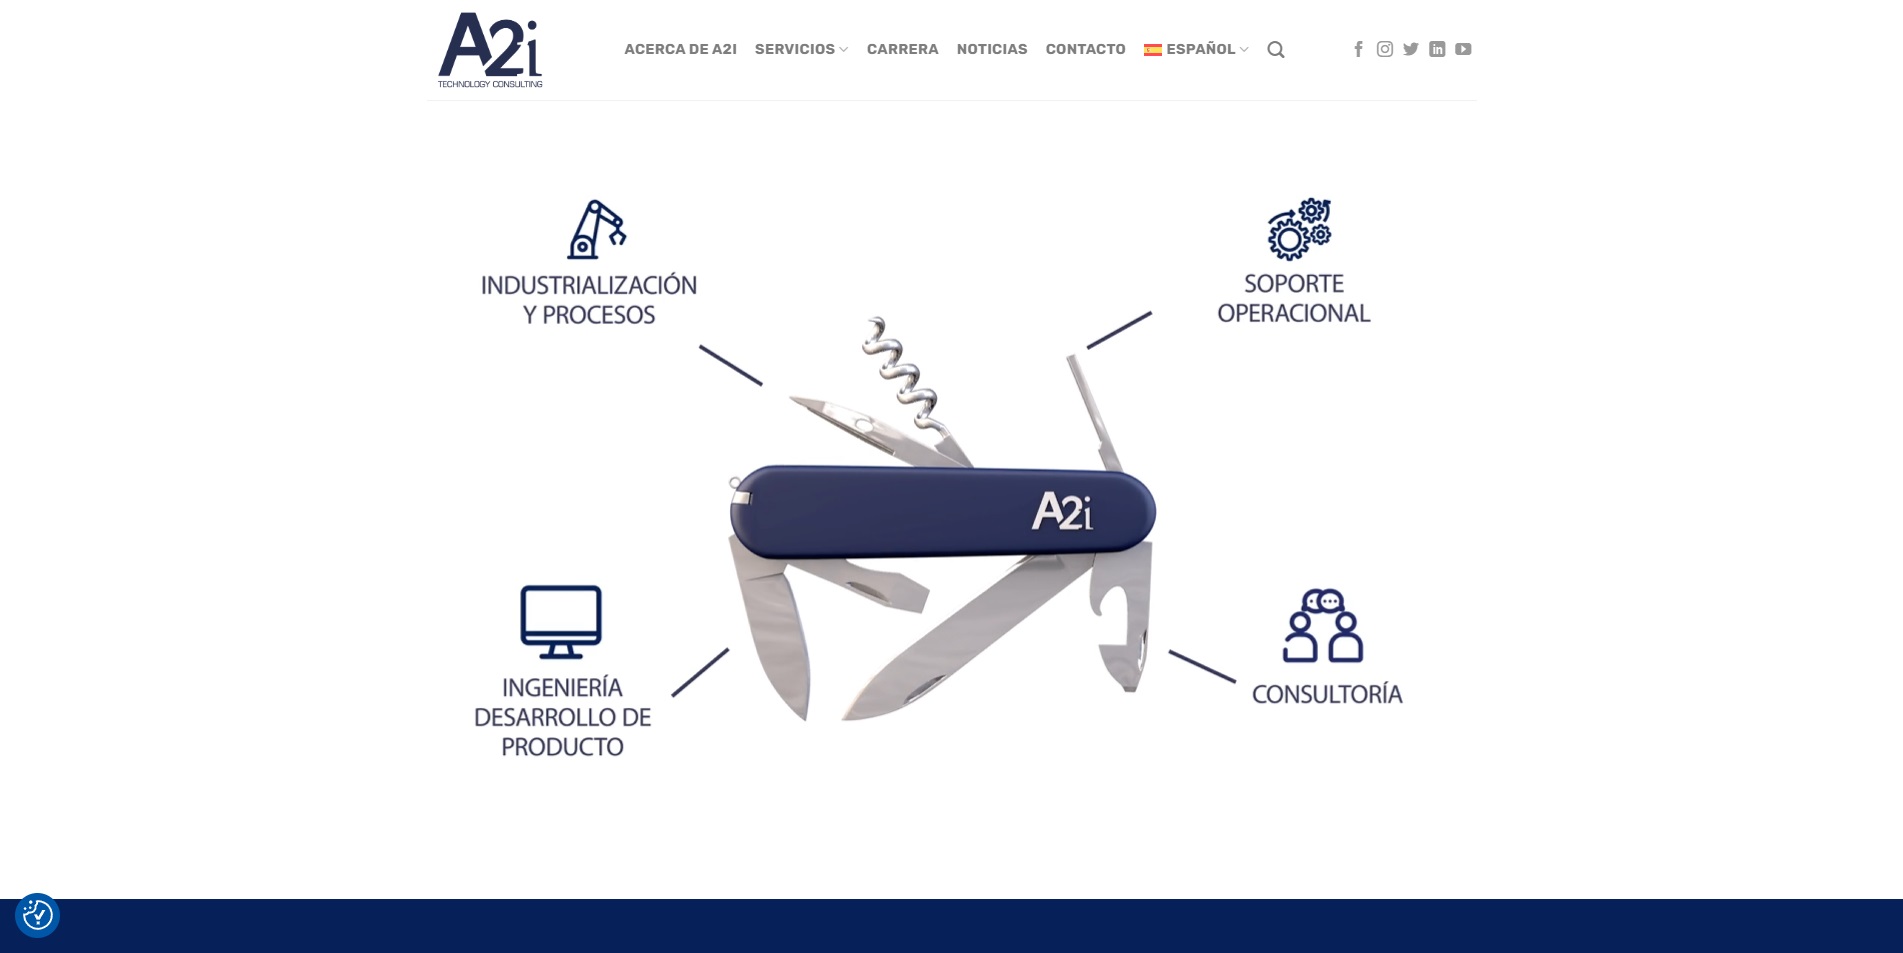 A2i
TECHNOLOGY CONSULTING
ACERCA DE A2I
SERVICIOS
CARRERA
NOTICIAS
CONTACTO
ESPAÑOL
INDUSTRIALIZACIÓN
Y PROCESOS
SOPORTE
OPERACIONAL
A2i
INGENIERÍA
DESARROLLO DE
PRODUCTO
CONSULTORÍA